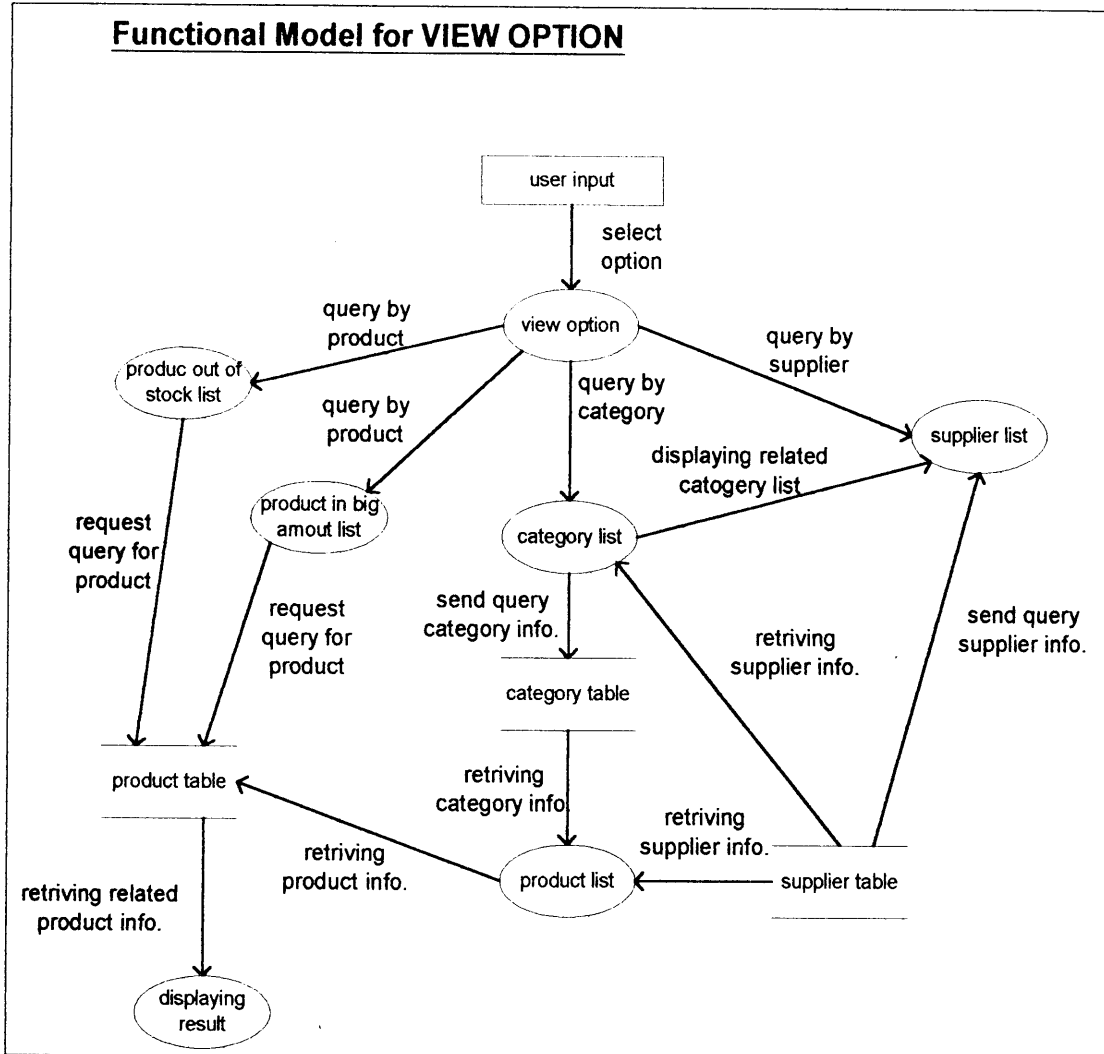 Functional Model for VIEW OPTION
user input
select
option
view option
query by
product
query by
supplier
produc out of
stock list
query by
product
query by
category
supplier list
displaying related
catogery list
product in big
amout list
category list
request
query for
product
request
query for
product
send query
category info.
retriving
supplier info.
send query
supplier info.
category table
product table
retriving
category info.
retriving
supplier info.
retriving
product info.
product list
supplier table
retriving related
product info.
displaying
result